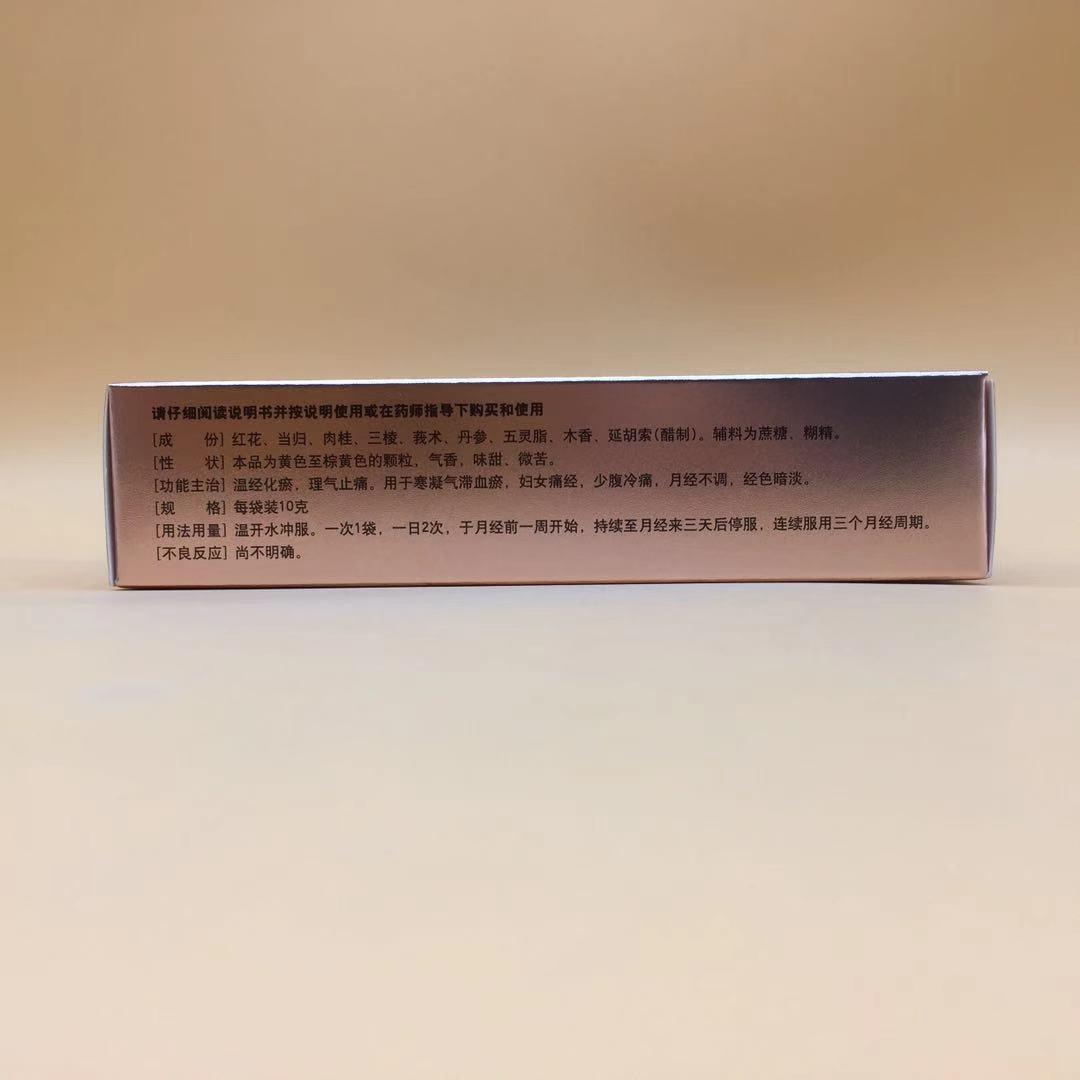 请仔细阅读说明书并按说明使用或在药师指导下购买和使用
[成　　份] 红花、当归、肉桂、三棱、莪术、丹参、五灵脂、木香、延胡索(醋制)。辅料为蔗糖、糊精。
[性　　状] 本品为黄色至棕黄色的颗粒，气香，味甜、微苦。
[功能主治] 温经化瘀，理气止痛。用于寒凝气滞血瘀，妇女痛经，少腹冷痛，月经不调，经色暗淡。
[规　　格] 每袋装10克
[用法用量] 温开水冲服。一次1袋，一日2次，于月经前一周开始，持续至月经来三天后停服，连续服用三个月经周期。
[不良反应] 尚不明确。